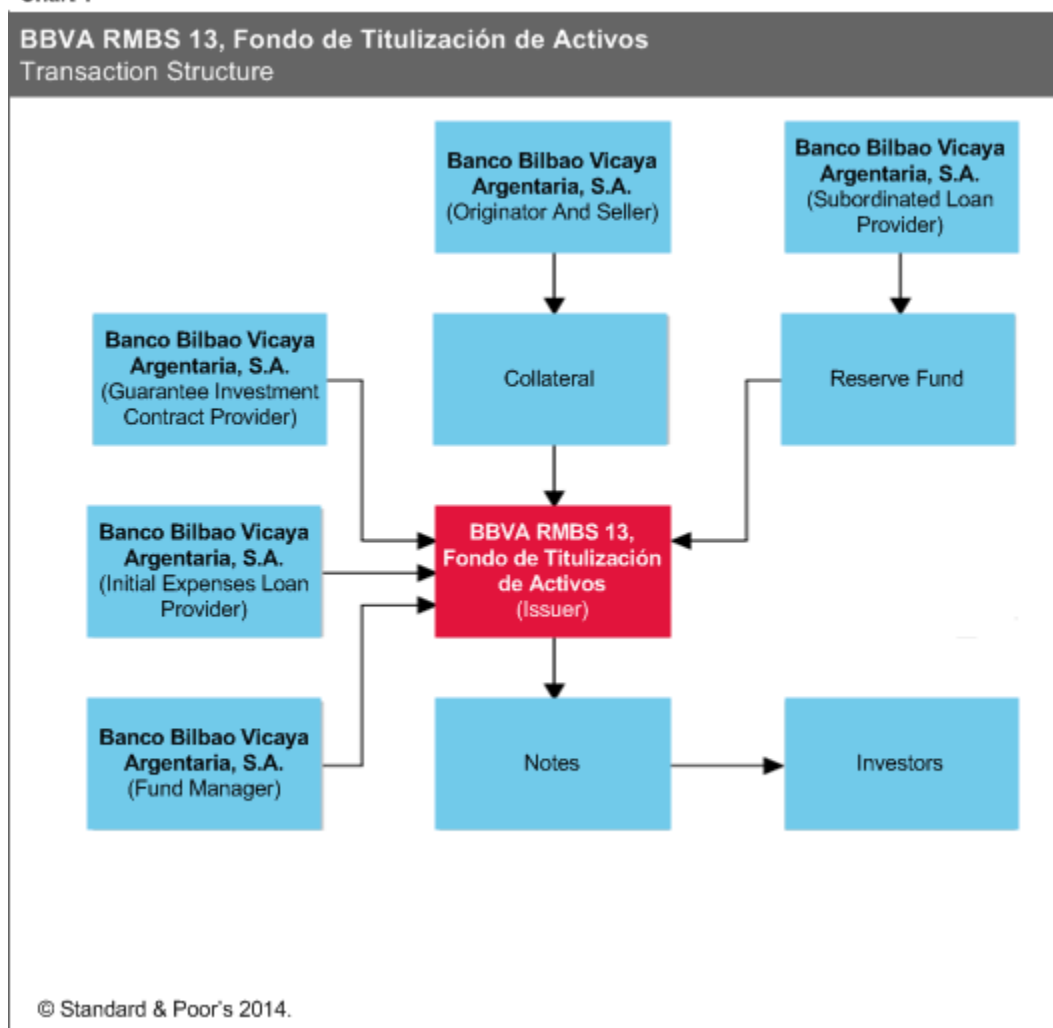 BBVA RMBS 13, Fondo de Titulización de Activos
Transaction Structure
Banco Bilbao Vicaya
Argentaria, S.A.
(Originator And Seller)
Banco Bilbao Vicaya
Argentaria, S.A.
(Subordinated Loan
Provider)
Banco Bilbao Vicaya
Argentaria, S.A.
(Guarantee Investment
Contract Provider)
Collateral
Reserve Fund
Banco Bilbao Vicaya
Argentaria, S.A.
(Initial Expenses Loan
Provider)
BBVA RMBS 13,
Fondo de Titulización
de Activos
(Issuer)
Banco Bilbao Vicaya
Argentaria, S.A.
(Fund Manager)
Notes
Investors
© Standard & Poor's 2014.